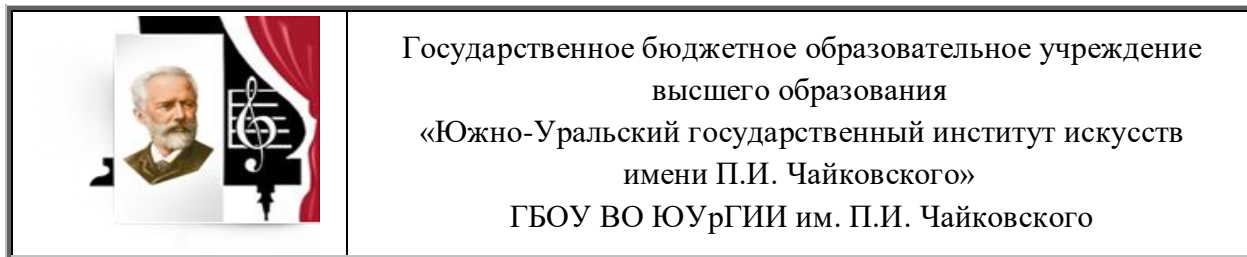 Государственное бюджетное образовательное учреждение
высшего образования
«Южно-Уральский государственный институт искусств
имени П.И. Чайковского»
ГБОУ ВО ЮУрГИИ им. П.И. Чайковского